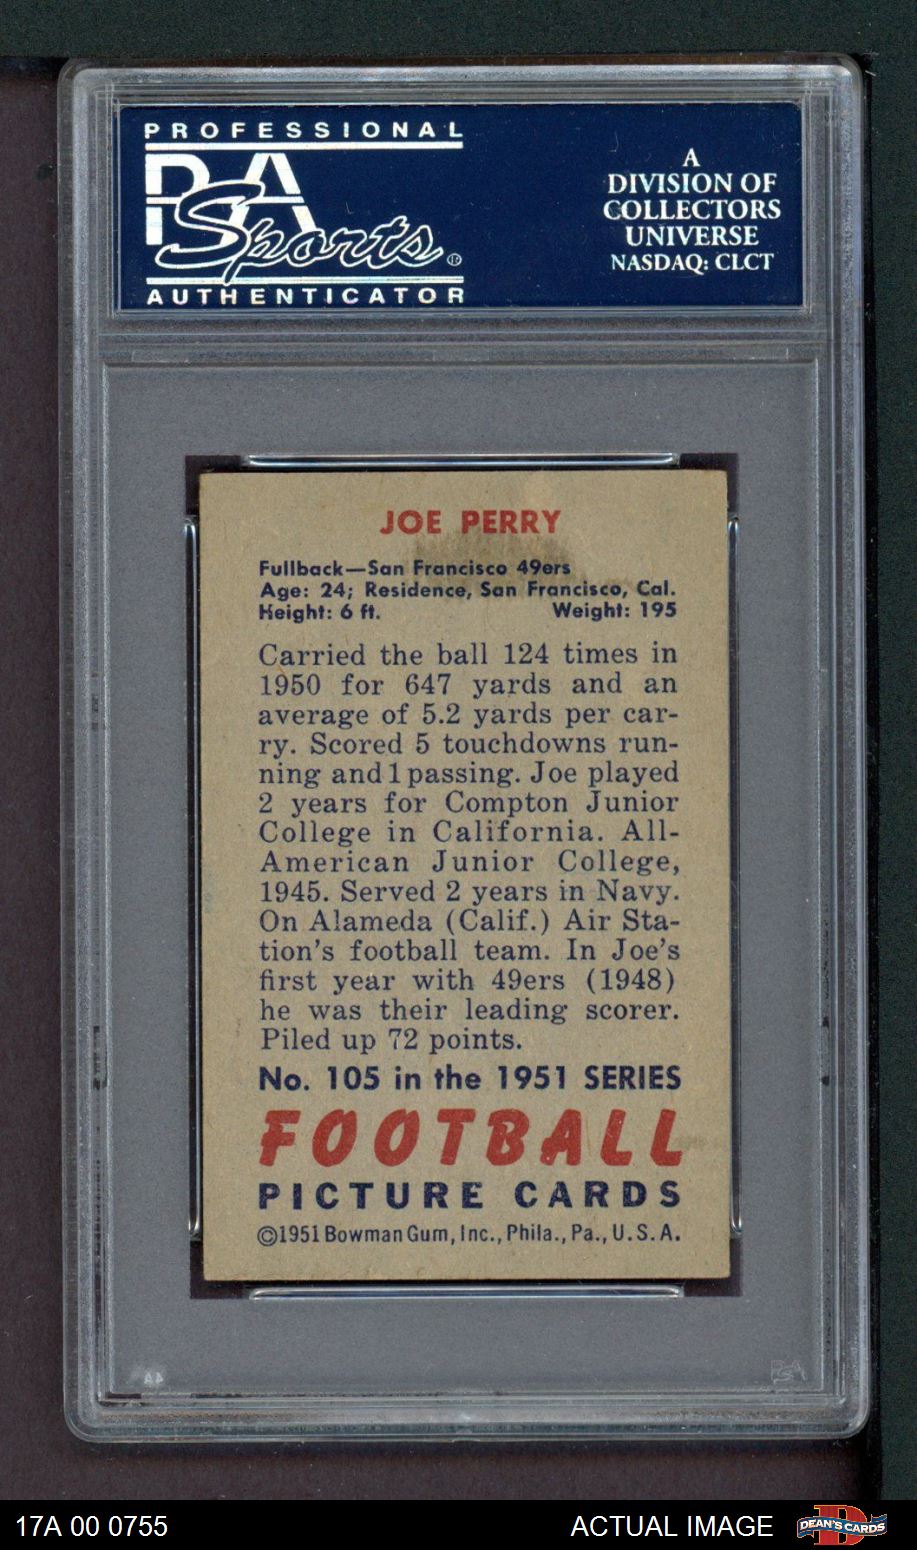 PROFESSIONAL
PSA
Sports®
AUTHENTICATOR
A
DIVISION OF
COLLECTORS
UNIVERSE
NASDAQ: CLCT
JOE PERRY
Fullback—San Francisco 49ers
Age: 24; Residence, San Francisco, Cal.
Height: 6 ft. Weight: 195
Carried the ball 124 times in
1950 for 647 yards and an
average of 5.2 yards per car-
ry. Scored 5 touchdowns run-
ning and 1 passing. Joe played
2 years for Compton Junior
College in California. All-
American Junior College,
1945. Served 2 years in Navy.
On Alameda (Calif.) Air Sta-
tion's football team. In Joe's
first year with 49ers (1948)
he was their leading scorer.
Piled up 72 points.
No. 105 in the 1951 SERIES
FOOTBALL
PICTURE CARDS
©1951 Bowman Gum, Inc., Phila., Pa., U.S.A.
PSA
17A 00 0755
ACTUAL IMAGE
D
DEAN'S CARDS